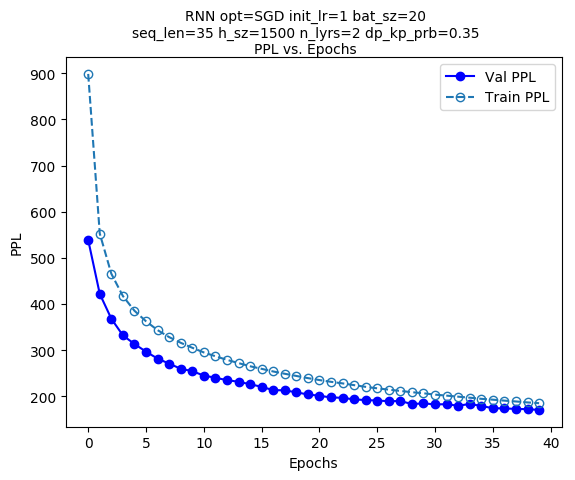 RNN opt=SGD init_lr=1 bat_sz=20
seq_len=35 h_sz=1500 n_lyrs=2 dp_kp_prb=0.35
PPL vs. Epochs
Val PPL
Train PPL
PPL
900
800
700
600
500
400
300
200
0 5 10 15 20 25 30 35 40
Epochs